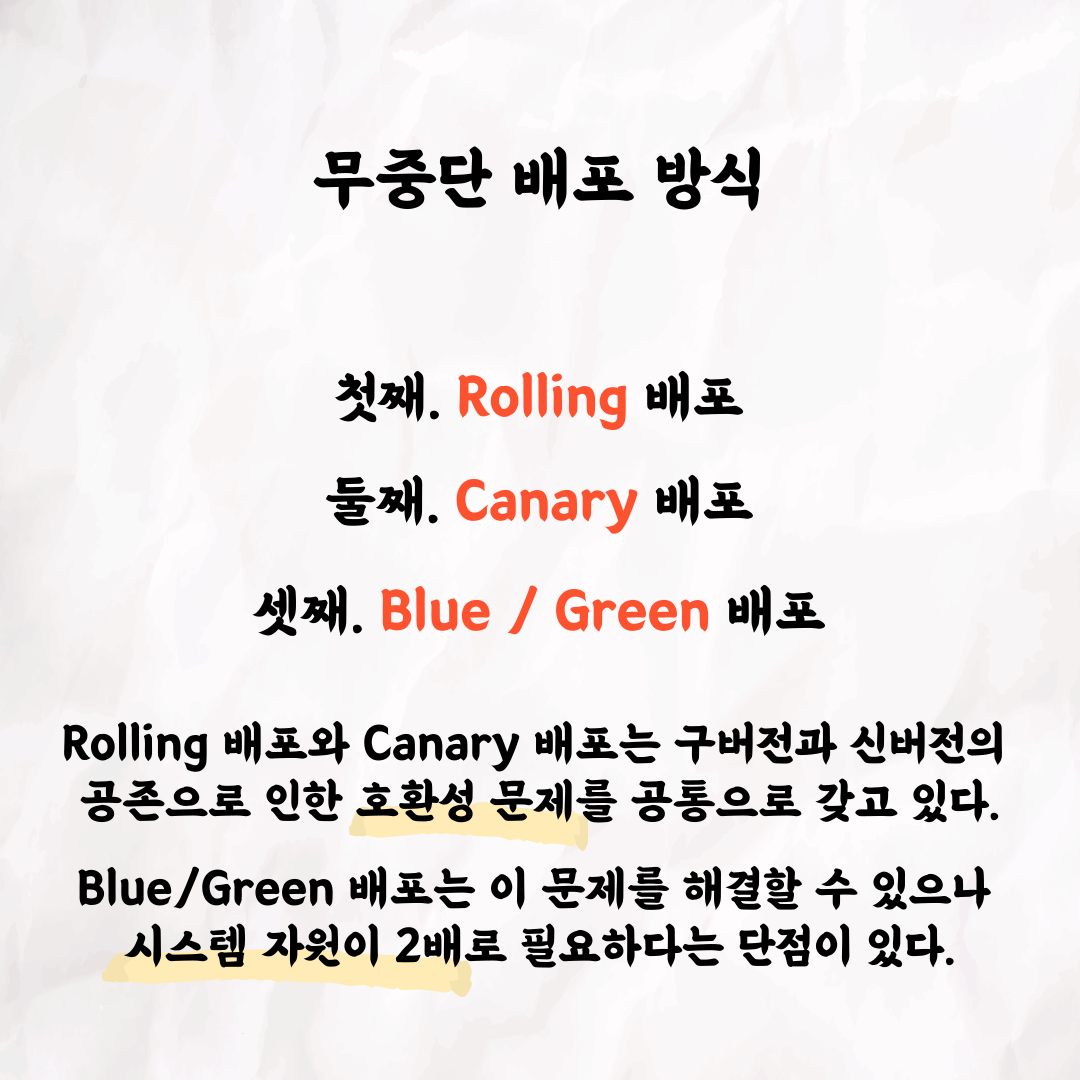 무중단 배포 방식
첫째. Rolling 배포
둘째. Canary 배포
셋째. Blue / Green 배포
Rolling 배포와 Canary 배포는 구버전과 신버전의
공존으로 인한 호환성 문제를 공통으로 갖고 있다.
Blue/Green 배포는 이 문제를 해결할 수 있으나
시스템 자원이 2배로 필요하다는 단점이 있다.